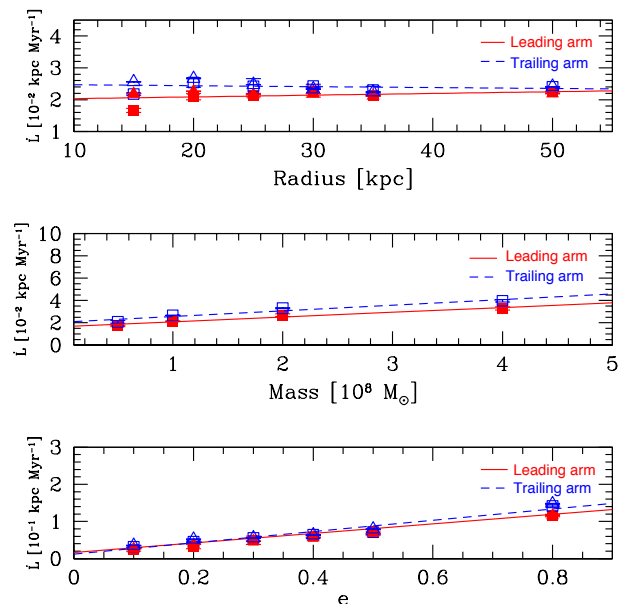 5
4
3
2
1
L̇ [10⁻² kpc Myr⁻¹]
Leading arm
Trailing arm
10 20 30 40 50
Radius [kpc]
10
8
6
4
2
0
L̇ [10⁻² kpc Myr⁻¹]
Leading arm
Trailing arm
1 2 3 4 5
Mass [10⁸ M☉]
3
2
1
0
L̇ [10⁻¹ kpc Myr⁻¹]
Leading arm
Trailing arm
0 0.2 0.4 0.6 0.8
e